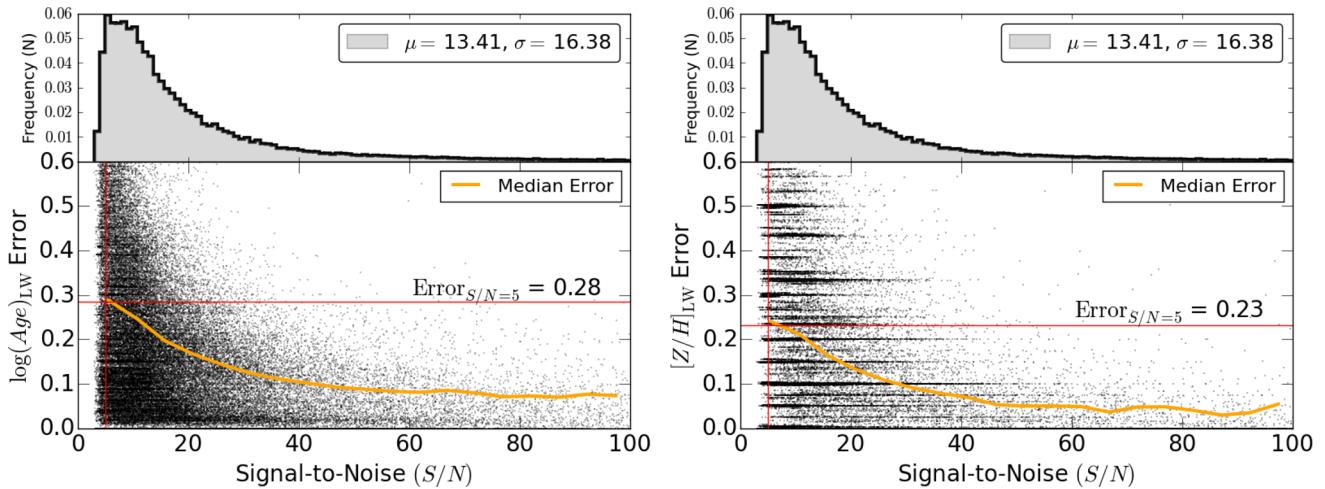 Frequency (N)
0.06
0.05
0.04
0.03
0.02
0.01
μ = 13.41, σ = 16.38
log(Age)LW Error
0.6
0.5
0.4
0.3
0.2
0.1
0.0
Median Error
ErrorS/N=5 = 0.28
0 20 40 60 80 100
Signal-to-Noise (S/N)
Frequency (N)
0.06
0.05
0.04
0.03
0.02
0.01
μ = 13.41, σ = 16.38
[Z/H]LW Error
0.6
0.5
0.4
0.3
0.2
0.1
0.0
Median Error
ErrorS/N=5 = 0.23
0 20 40 60 80 100
Signal-to-Noise (S/N)